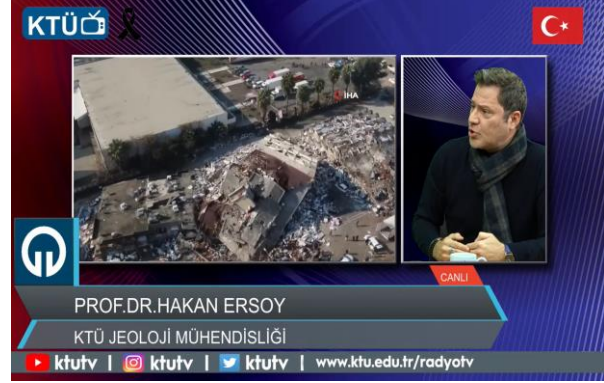 KTÜ
İHA
CANLI
PROF.DR.HAKAN ERSOY
KTÜ JEOLOJİ MÜHENDİSLİĞİ
ktutv | ktutv | ktutv | www.ktu.edu.tr/radyotv